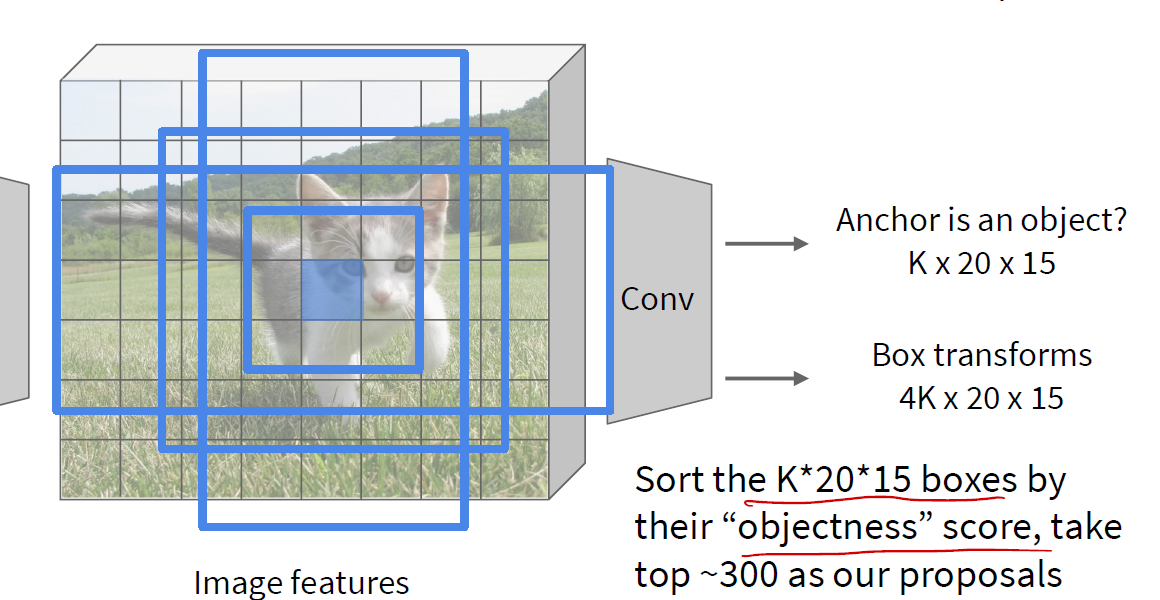 Anchor is an object?
K x 20 x 15
Conv
Box transforms
4K x 20 x 15
Sort the K*20*15 boxes by
their “objectness” score, take
top ~300 as our proposals
Image features